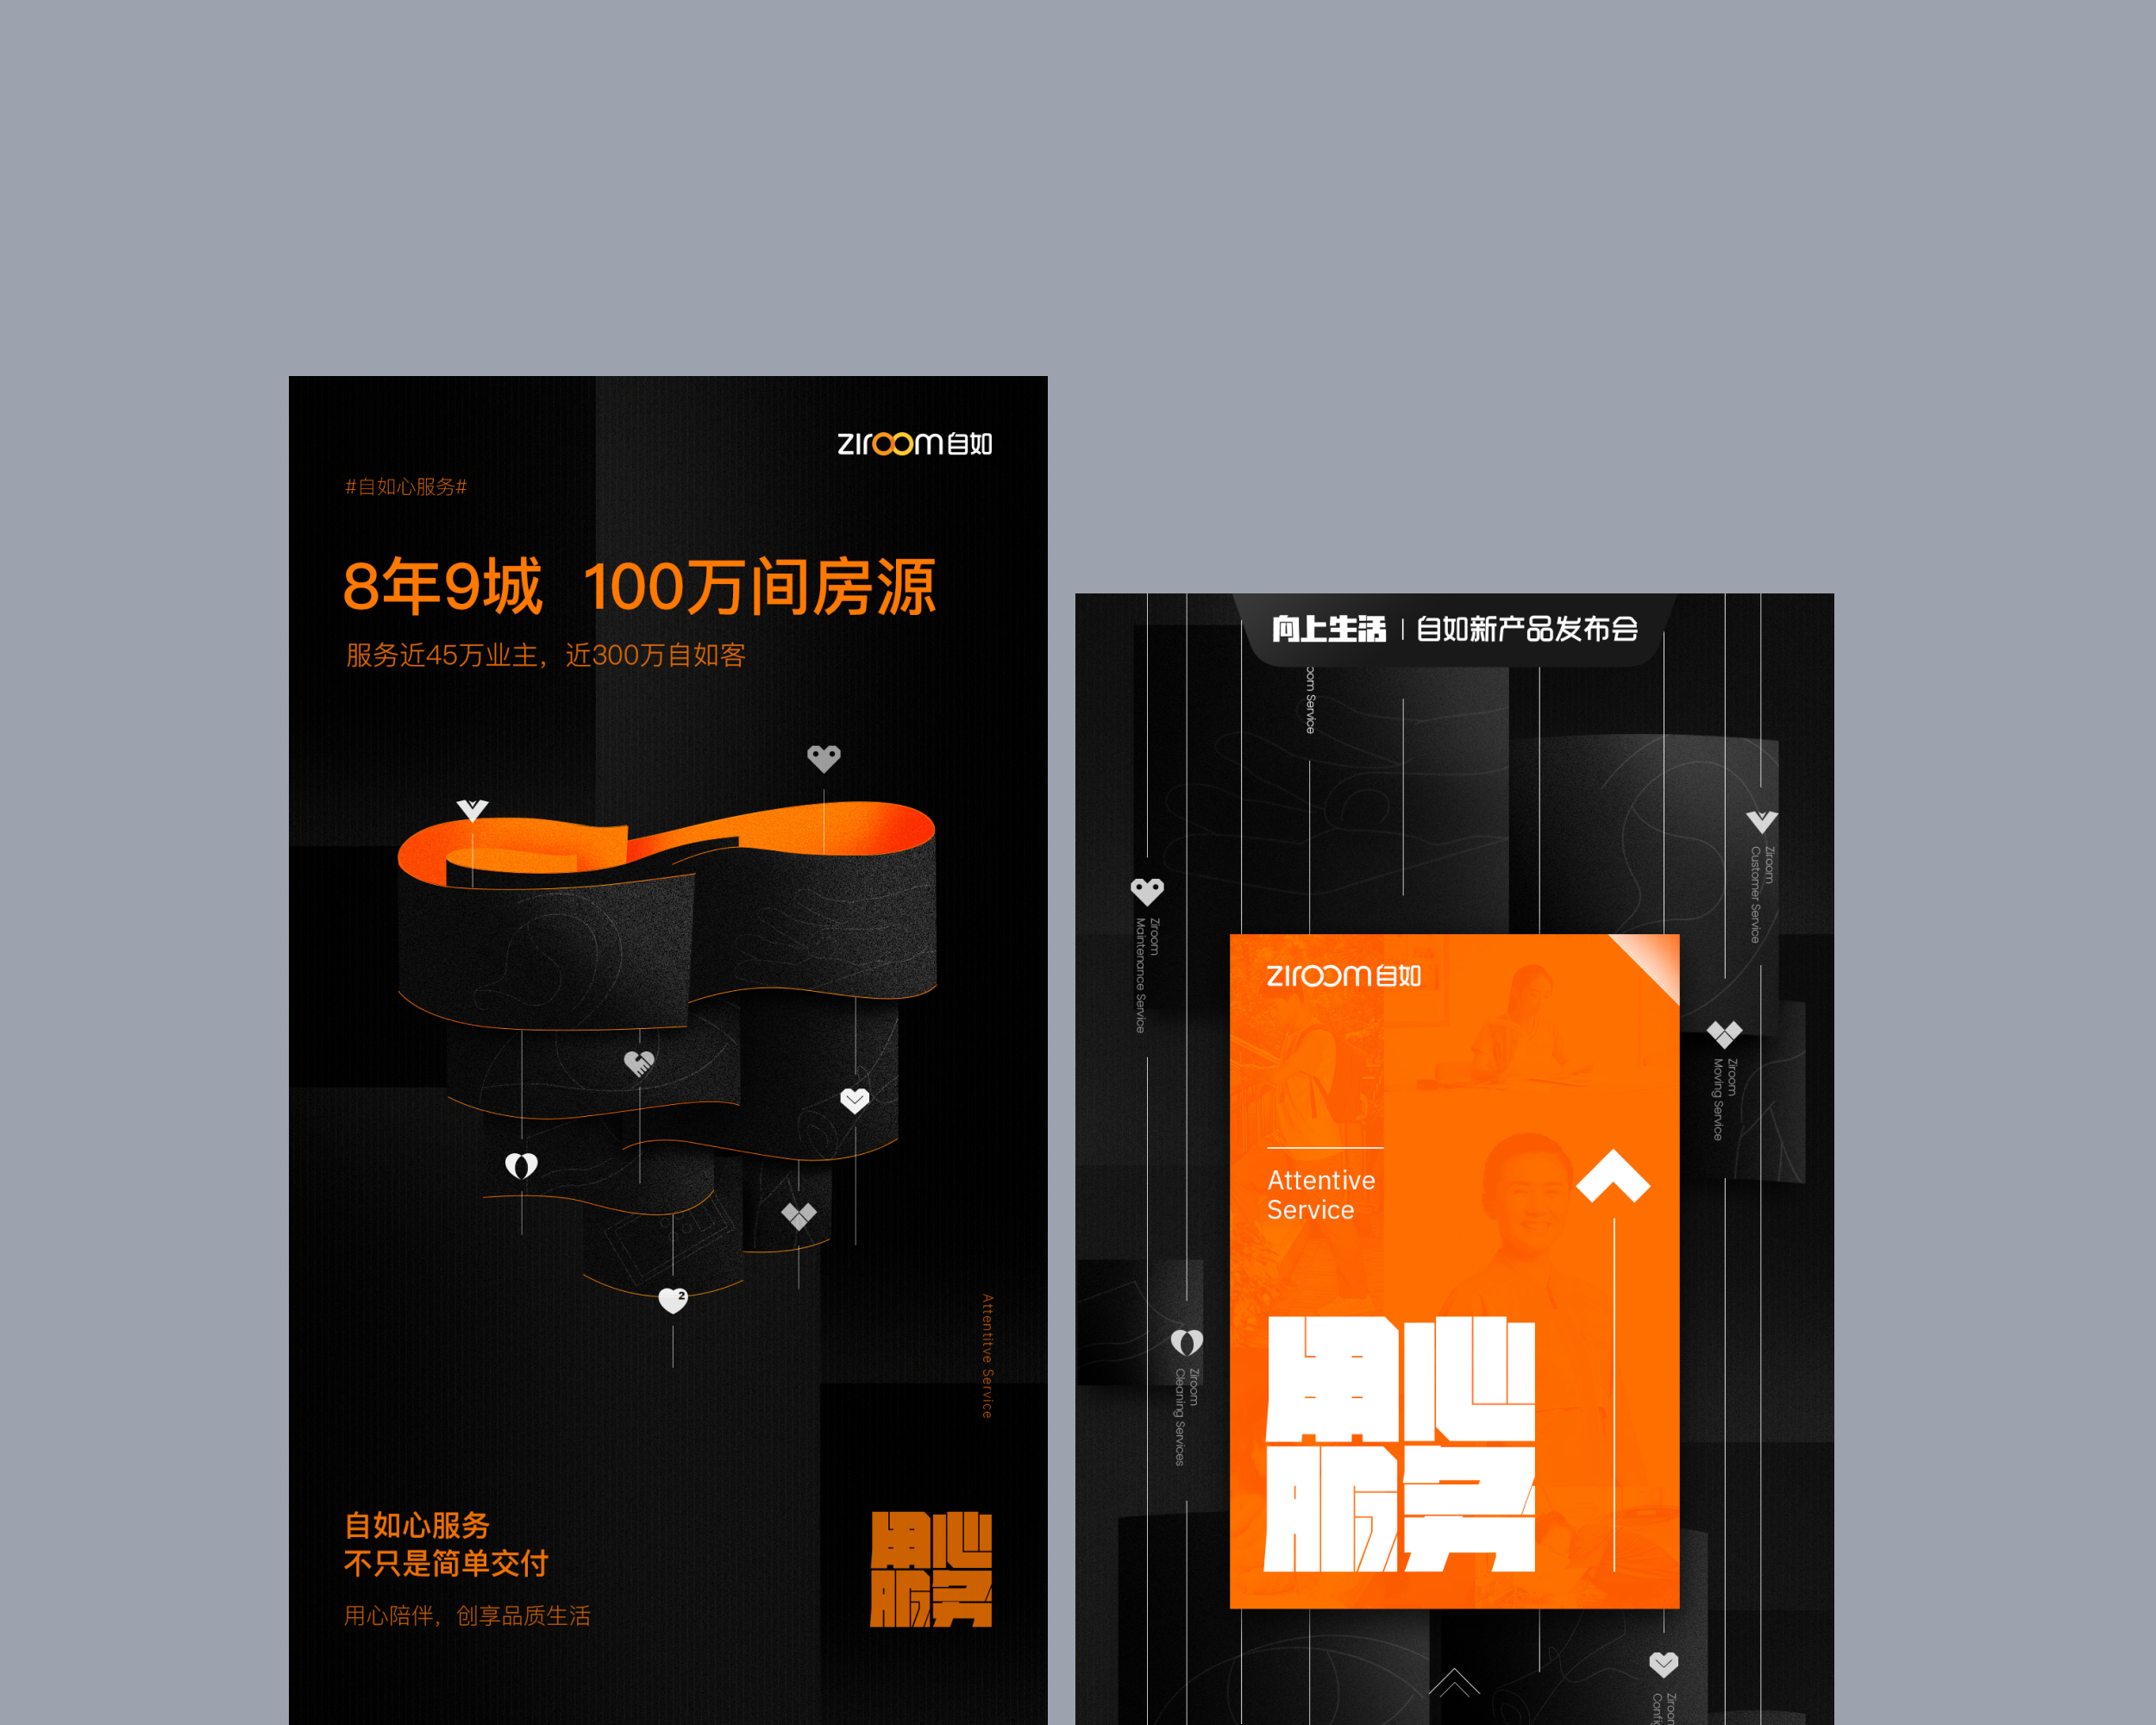 ziroom自如
#自如心服务#
8年9城 100万间房源
服务近45万业主，近300万自如客
2
Attentitve Service
自如心服务
不只是简单交付
用心陪伴，创享品质生活
用心
服务
向上生活 | 自如新产品发布会
oom Service
Ziroom
Customer Service
Ziroom
Maintenance Service
ziroom自如
Ziroom
Moving Service
Attentive
Service
Ziroom
Cleaning Services
用心
服务
Ziroom